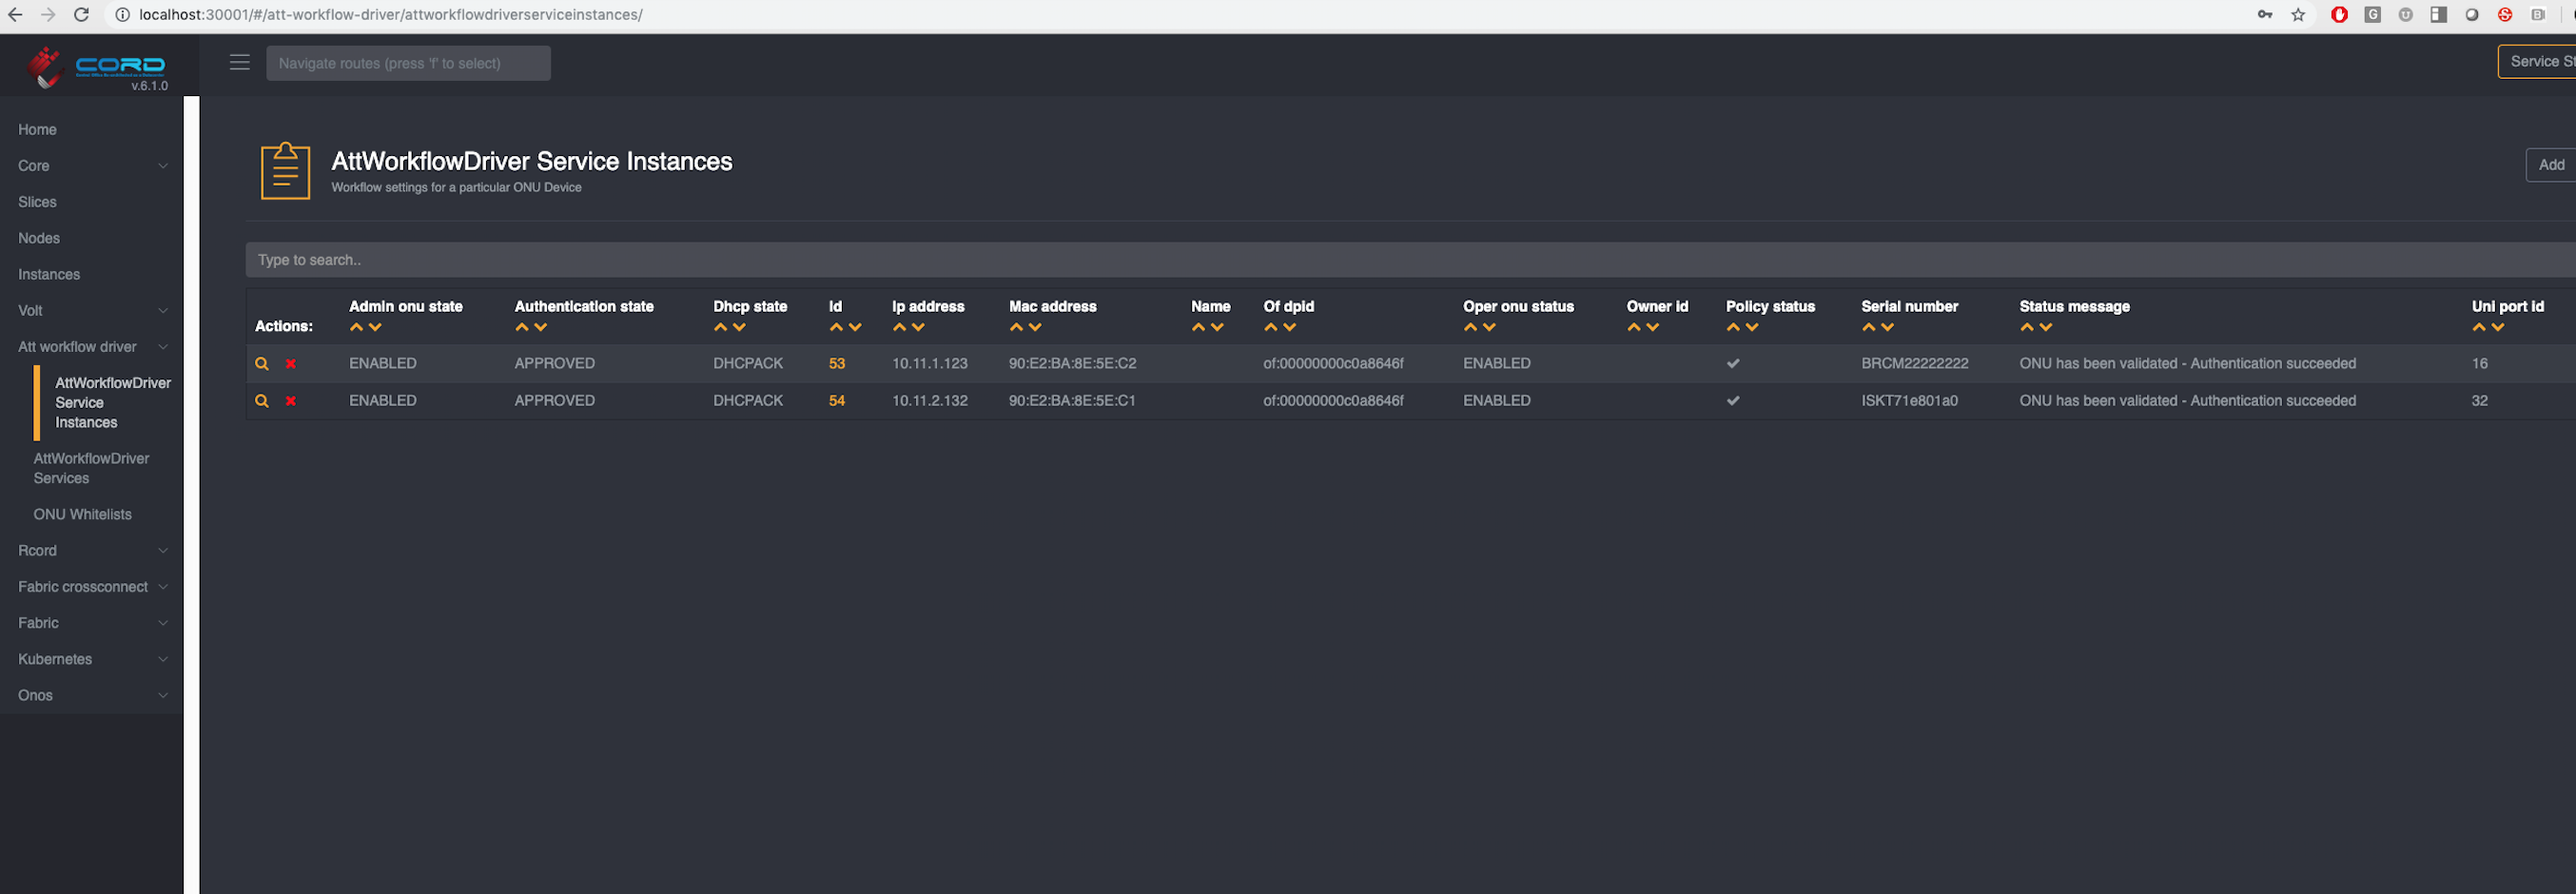 localhost:30001/#/att-workflow-driver/attworkflowdriverserviceinstances/
CORD
v.6.1.0
Navigate routes (press 'f' to select)
Service St
Home
Core
Slices
Nodes
Instances
Volt
Att workflow driver
AttWorkflowDriver
Service
Instances
AttWorkflowDriver
Services
ONU Whitelists
Rcord
Fabric crossconnect
Fabric
Kubernetes
Onos
AttWorkflowDriver Service Instances
Workflow settings for a particular ONU Device
Add
Type to search..
Actions: Admin onu state Authentication state Dhcp state Id Ip address Mac address Name Of dpid Oper onu status Owner id Policy status Serial number Status message Uni port id
ENABLED APPROVED DHCPACK 53 10.11.1.123 90:E2:BA:8E:5E:C2 of:00000000c0a8646f ENABLED BRCM22222222 ONU has been validated - Authentication succeeded 16
ENABLED APPROVED DHCPACK 54 10.11.2.132 90:E2:BA:8E:5E:C1 of:00000000c0a8646f ENABLED ISKT71e801a0 ONU has been validated - Authentication succeeded 32